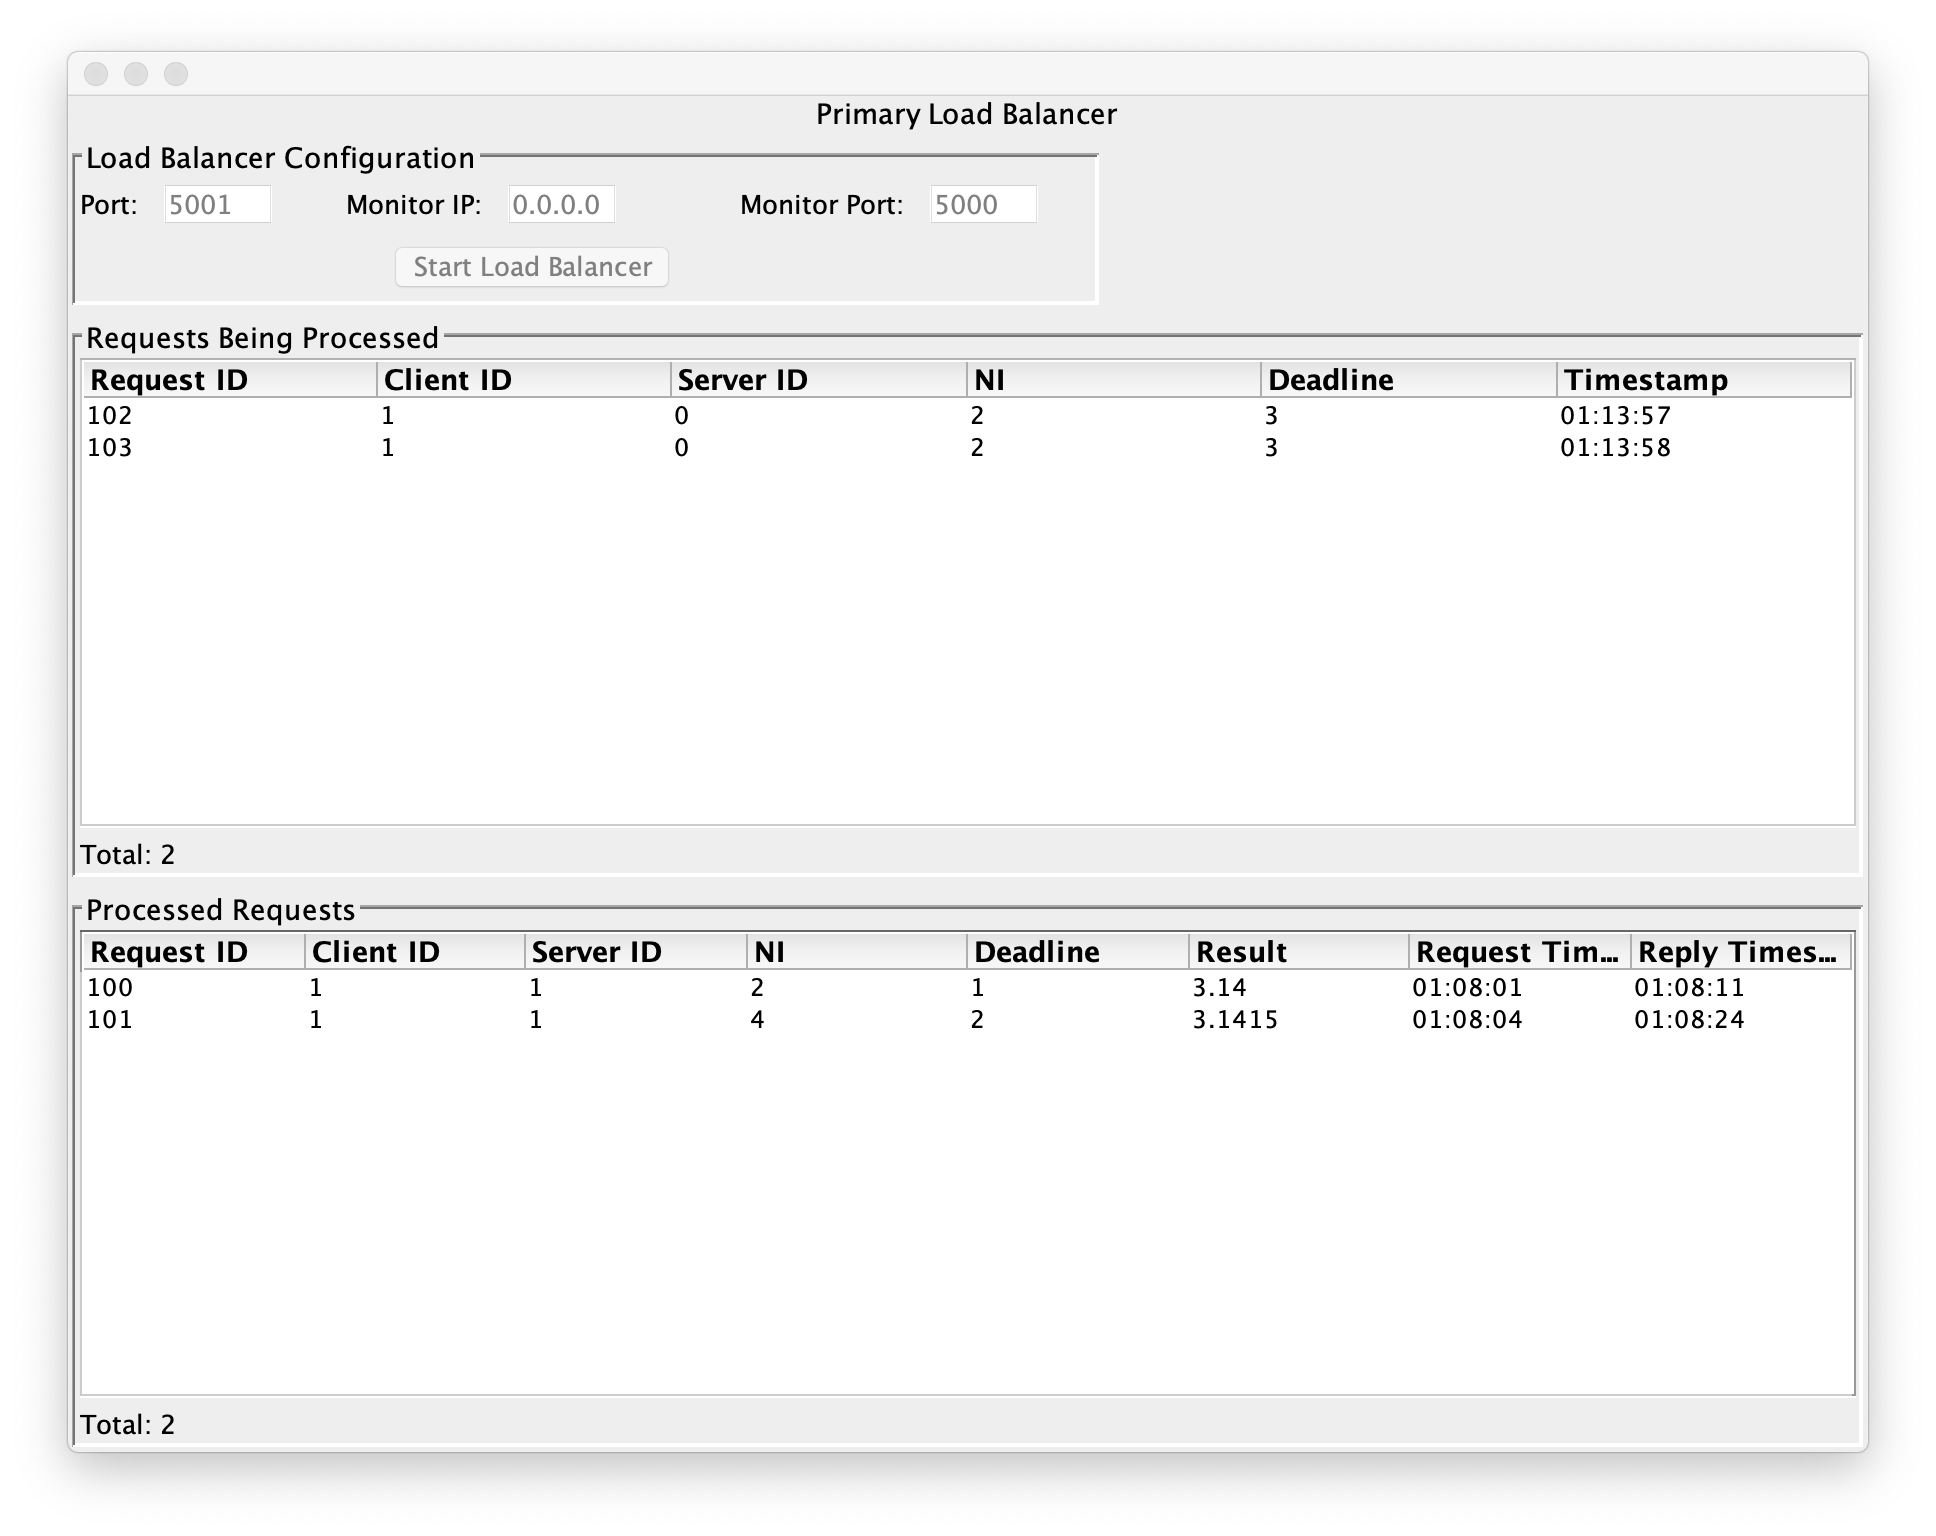 Primary Load Balancer
Load Balancer Configuration
Port: 5001 Monitor IP: 0.0.0.0 Monitor Port: 5000
Start Load Balancer
Requests Being Processed
Request ID Client ID Server ID NI Deadline Timestamp
102 1 0 2 3 01:13:57
103 1 0 2 3 01:13:58
Total: 2
Processed Requests
Request ID Client ID Server ID NI Deadline Result Request Tim... Reply Times...
100 1 1 2 1 3.14 01:08:01 01:08:11
101 1 1 4 2 3.1415 01:08:04 01:08:24
Total: 2